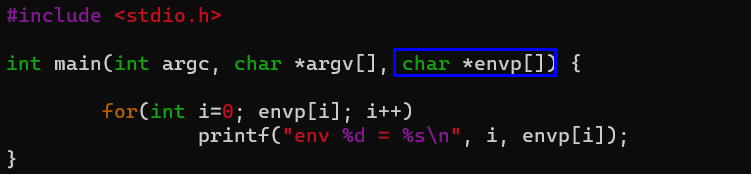 #include <stdio.h>
int main(int argc, char *argv[], char *envp[]) {
for(int i=0; envp[i]; i++)
printf("env %d = %s\n", i, envp[i]);
}